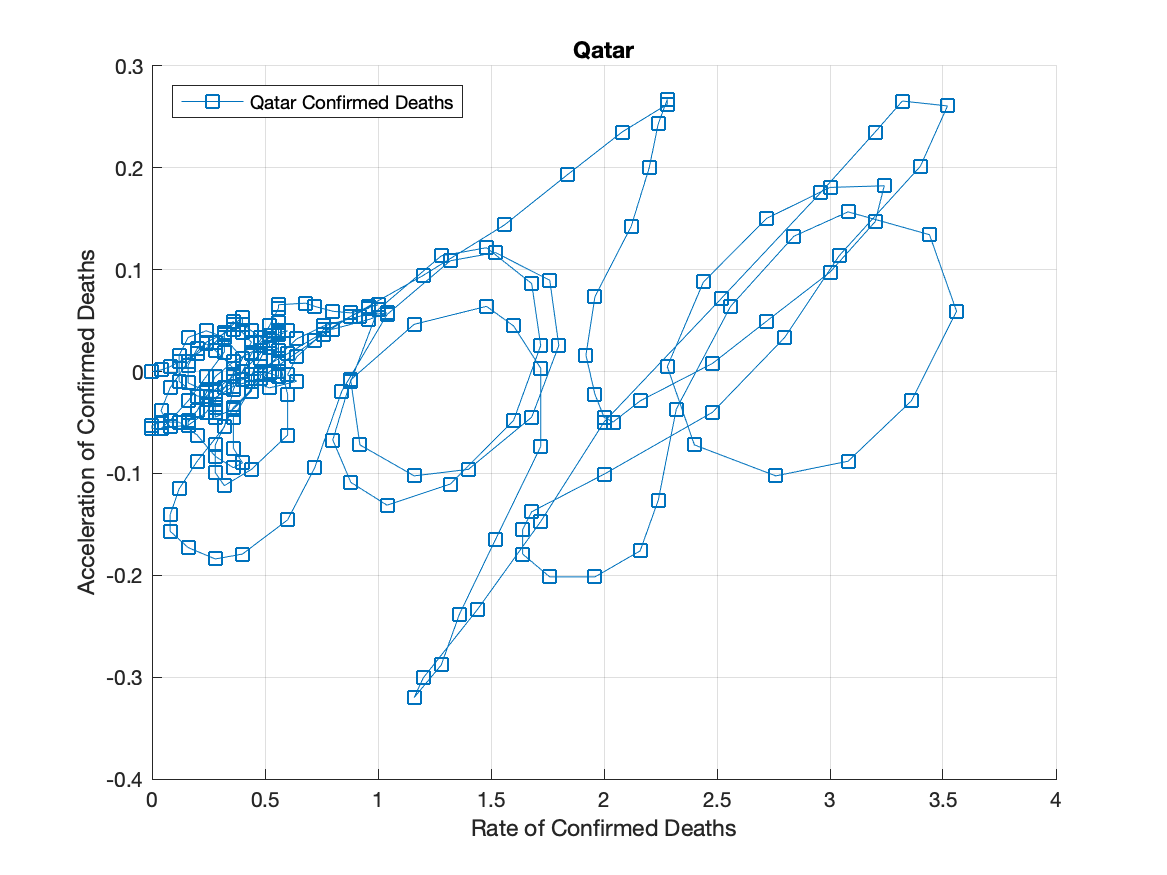 Qatar
Qatar Confirmed Deaths
0.3
0.2
0.1
0
-0.1
-0.2
-0.3
-0.4
Acceleration of Confirmed Deaths
0 0.5 1 1.5 2 2.5 3 3.5 4
Rate of Confirmed Deaths